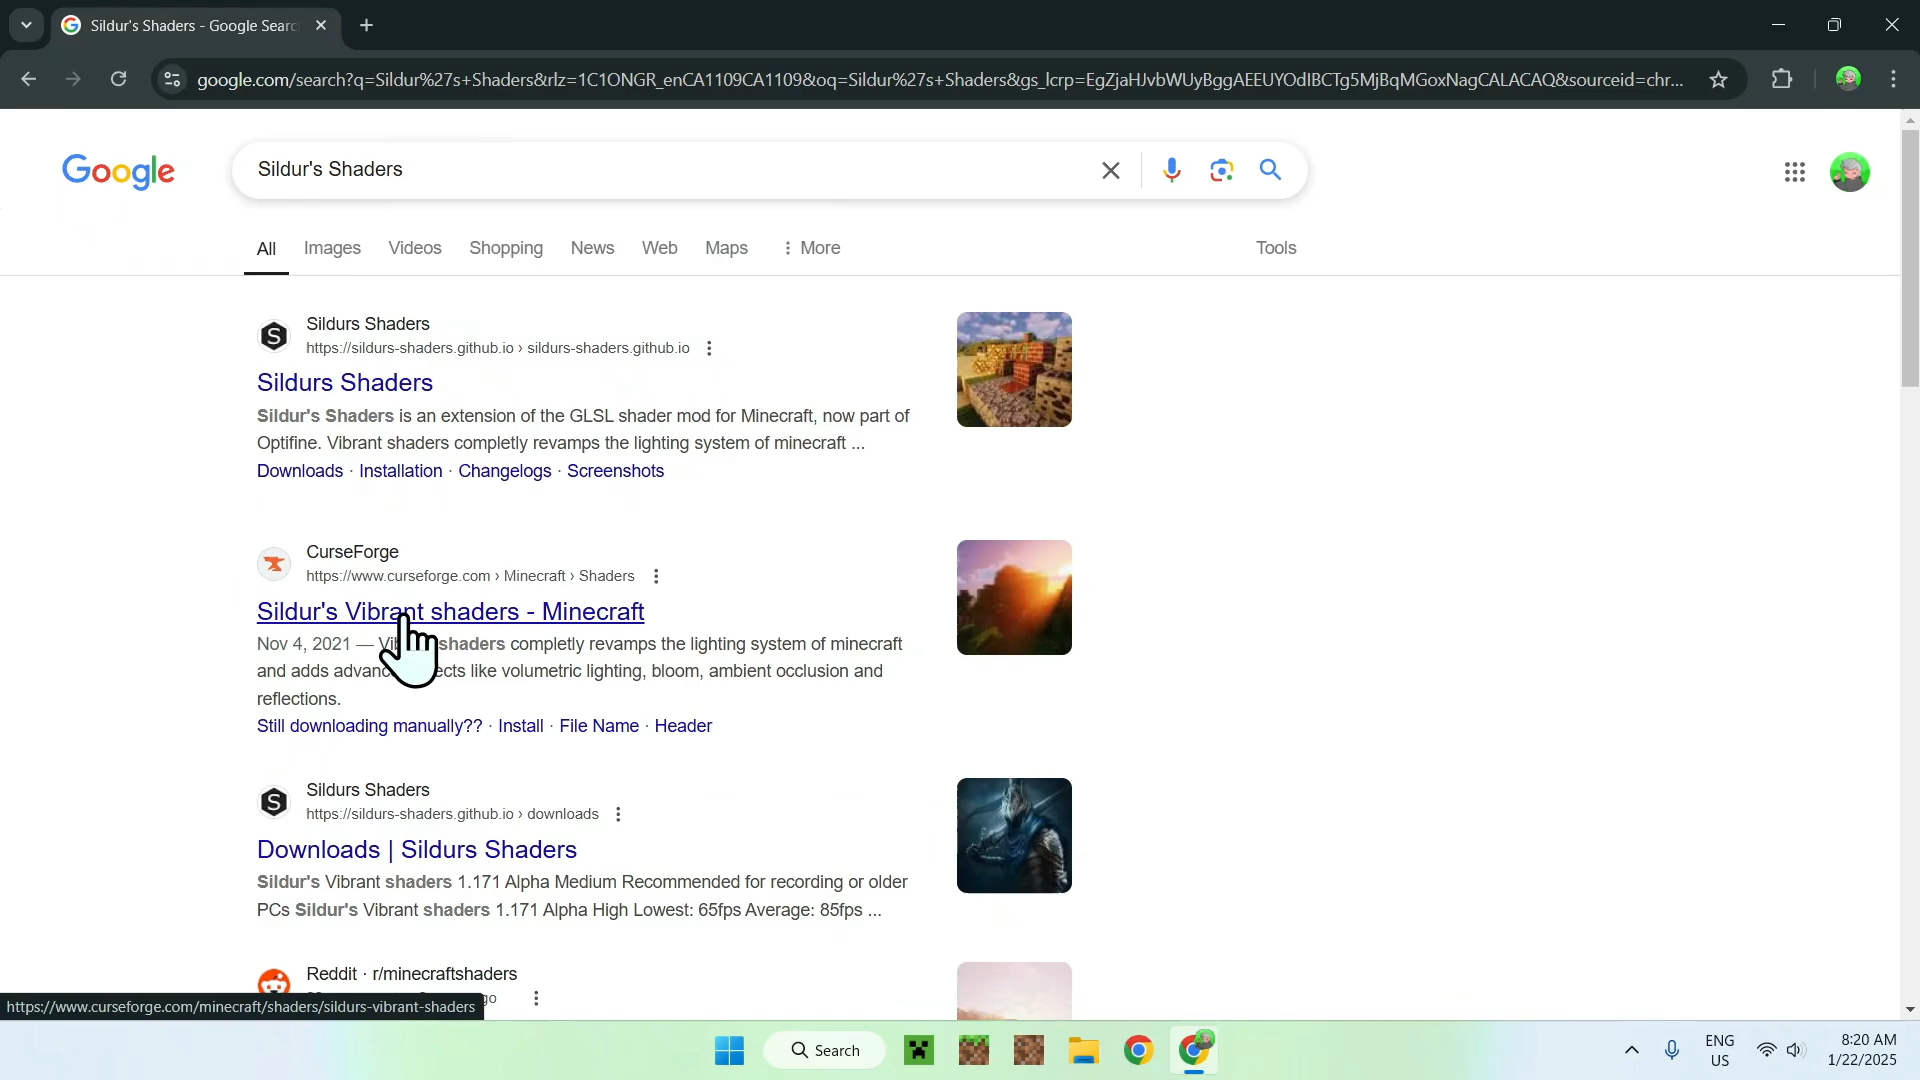 Sildur's Shaders - Google Searc
google.com/search?q=Sildur%27s+Shaders&rlz=1C1ONGR_enCA1109CA1109&oq=Sildur%27s+Shaders&gs_lcrp=EgZjaHJvbWUyBggAEEUYOdIBCTg5MjBqMGoxNagCALACAQ&sourceid=chr...
Google
Sildur's Shaders
All Images Videos Shopping News Web Maps More Tools
Sildurs Shaders
https://sildurs-shaders.github.io › sildurs-shaders.github.io
Sildurs Shaders
Sildur's Shaders is an extension of the GLSL shader mod for Minecraft, now part of
Optifine. Vibrant shaders completly revamps the lighting system of minecraft ...
Downloads · Installation · Changelogs · Screenshots
CurseForge
https://www.curseforge.com › Minecraft › Shaders
Sildur's Vibrant shaders - Minecraft
Nov 4, 2021 — shaders completly revamps the lighting system of minecraft
and adds like volumetric lighting, bloom, ambient occlusion and
reflections.
Still downloading manually?? · Install · File Name · Header
Sildurs Shaders
https://sildurs-shaders.github.io › downloads
Downloads | Sildurs Shaders
Sildur's Vibrant shaders 1.171 Alpha Medium Recommended for recording or older
PCs Sildur's Vibrant shaders 1.171 Alpha High Lowest: 65fps Average: 85fps ...
Reddit · r/minecraftshaders
https://www.curseforge.com/minecraft/shaders/sildurs-vibrant-shaders
Search
ENG
US
8:20 AM
1/22/2025